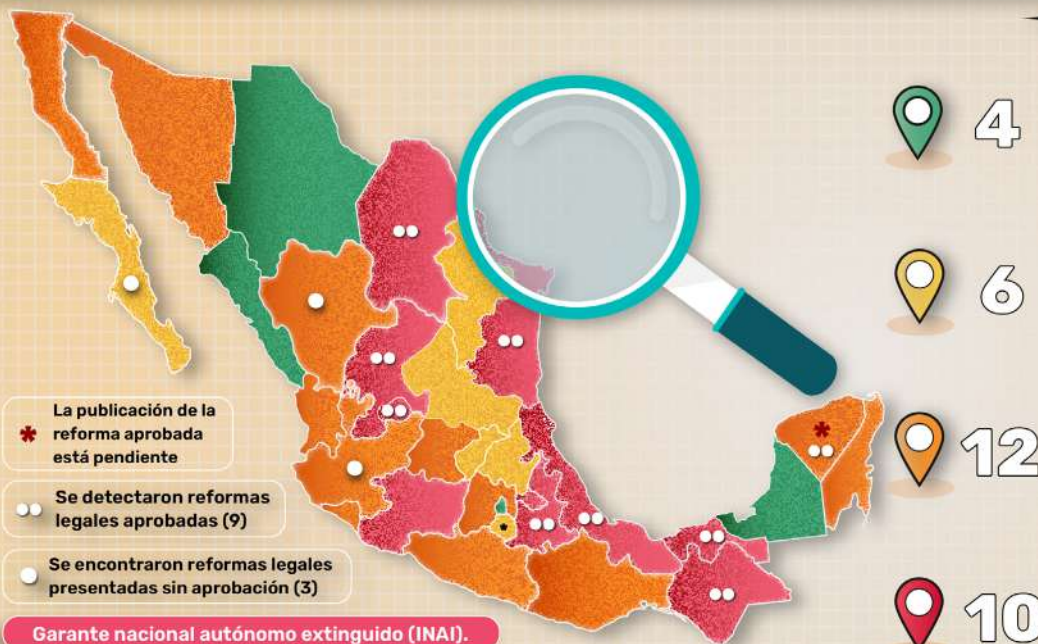 4
6
12
10
* La publicación de la
reforma aprobada
está pendiente
Se detectaron reformas
legales aprobadas (9)
Se encontraron reformas legales
presentadas sin aprobación (3)
Garante nacional autónomo extinguido (INAI).
*
*